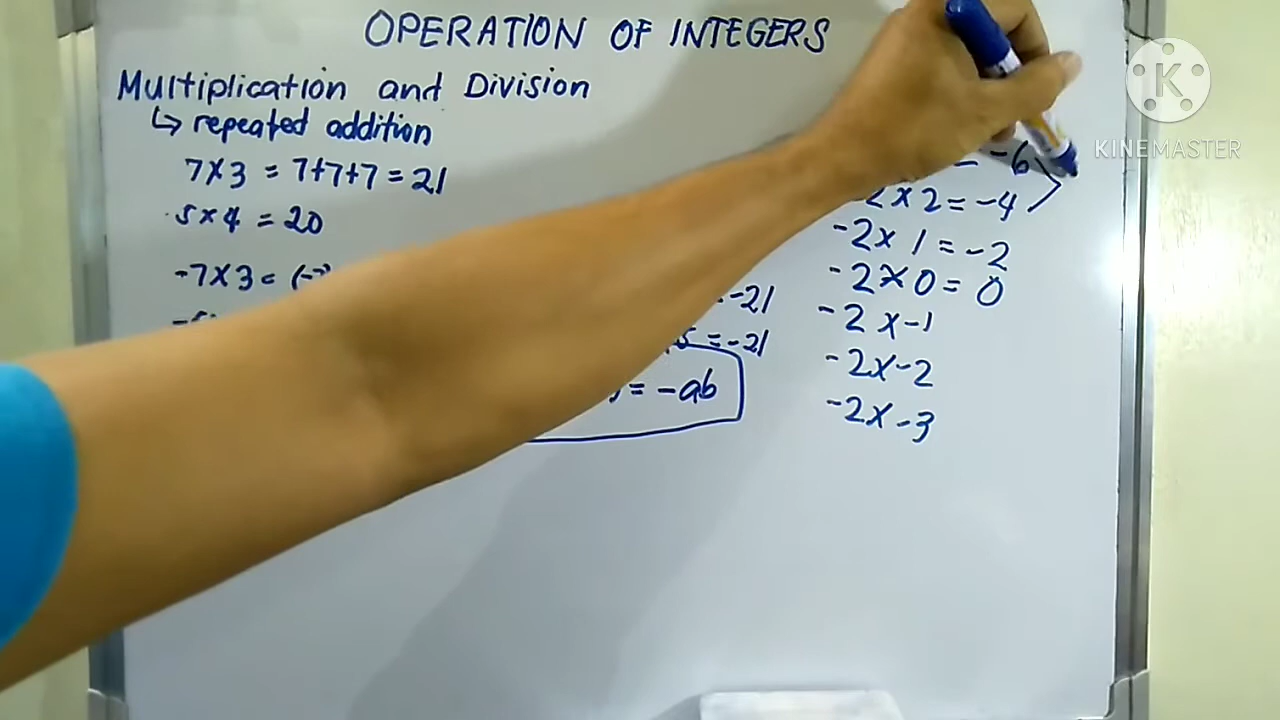 OPERATION OF INTEGERS
Multiplication and Division
↳ repeated addition
7×3 = 7+7+7 = 21
5×4 = 20
-7×3 = (-7)
= -21
= -21
= -ab
= -6
2×2 = -4
-2×1 = -2
-2×0 = 0
-2×-1
-2×-2
-2×-3
K
KINEMASTER